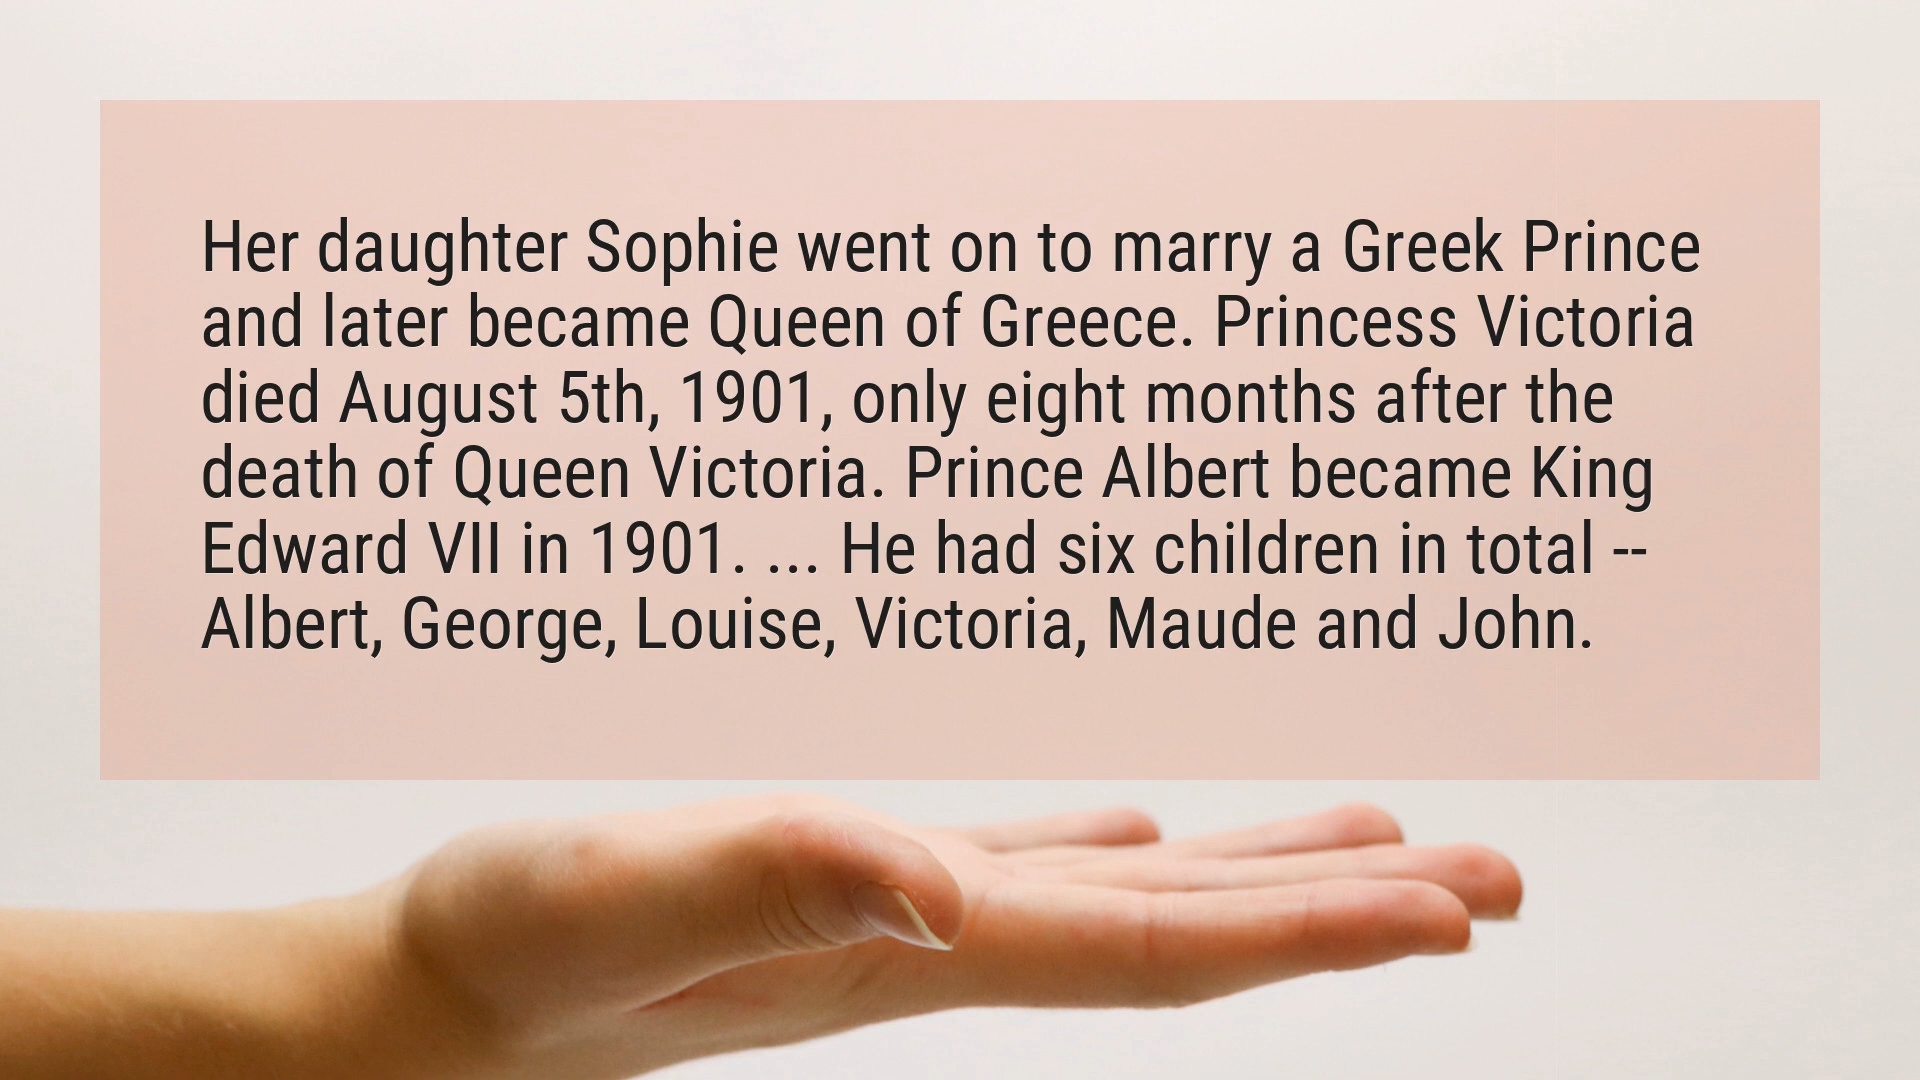 Her daughter Sophie went on to marry a Greek Prince
and later became Queen of Greece. Princess Victoria
died August 5th, 1901, only eight months after the
death of Queen Victoria. Prince Albert became King
Edward VII in 1901. ... He had six children in total --
Albert, George, Louise, Victoria, Maude and John.